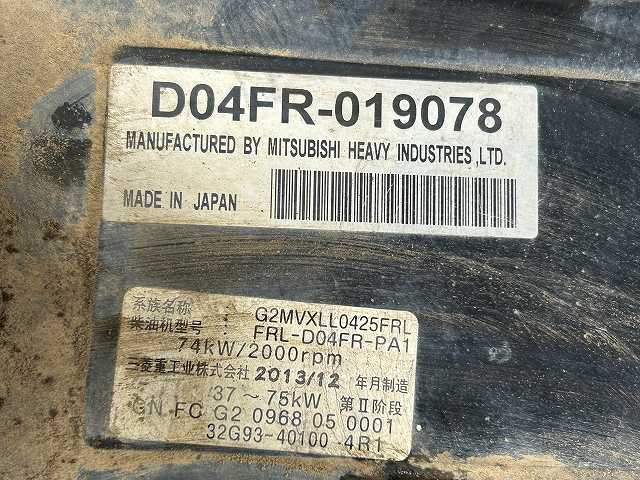 D04FR-019078
MANUFACTURED BY MITSUBISHI HEAVY INDUSTRIES,LTD.
MADE IN JAPAN
系族名称 : G2MVXLL0425FRL
柴油机型号 : FRL-D04FR-PA1
74kW/2000rpm
三菱重工业株式会社 2013/12 年月制造
37～75kW 第Ⅱ阶段
CN FC G2 0968 05 0001
32G93-40100 4R1